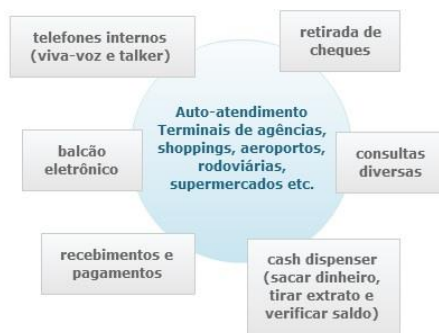 telefones internos
(viva-voz e talker)
retirada de
cheques
Auto-atendimento
Terminais de agências,
shoppings, aeroportos,
rodoviárias,
supermercados etc.
balcão
eletrônico
consultas
diversas
recebimentos e
pagamentos
cash dispenser
(sacar dinheiro,
tirar extrato e
verificar saldo)